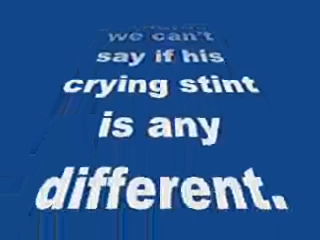 we can't
say if his
crying stint
is any
different.